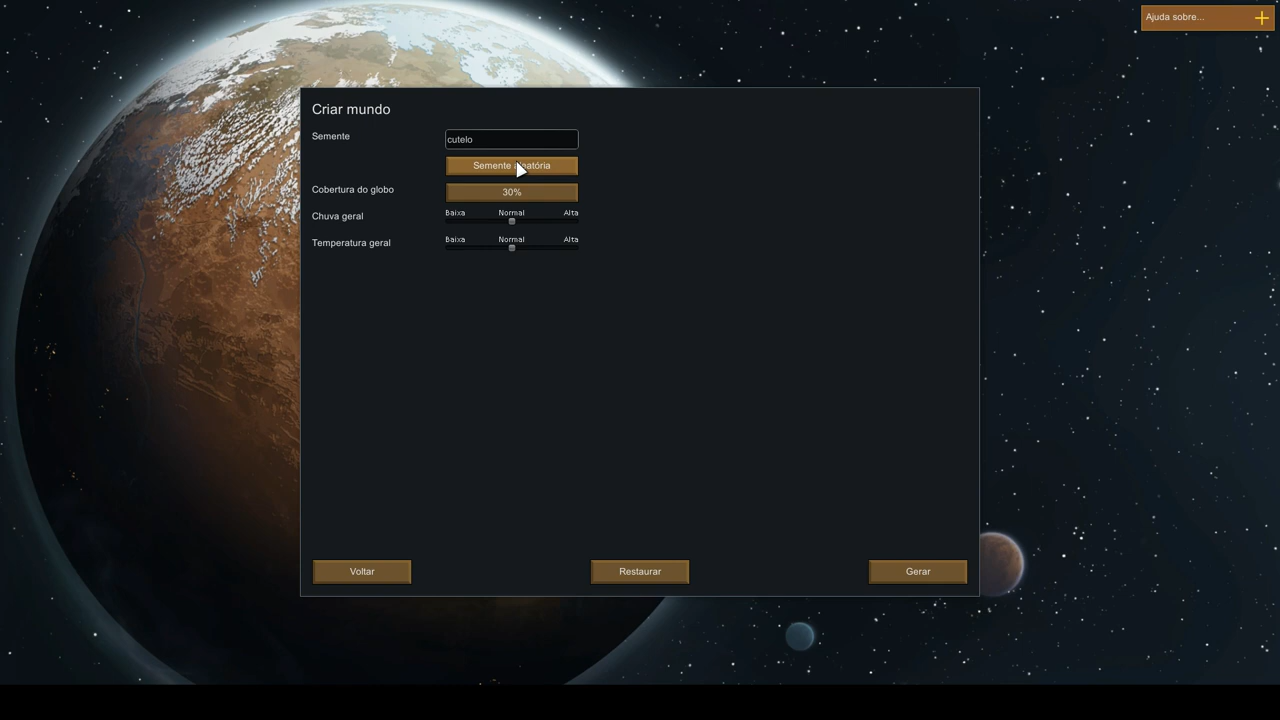 Ajuda sobre...
Criar mundo
Semente
cutelo
Semente
Cobertura do globo
30%
Chuva geral
Baixa Normal Alta
Temperatura geral
Baixa Normal Alta
Voltar
Restaurar
Gerar